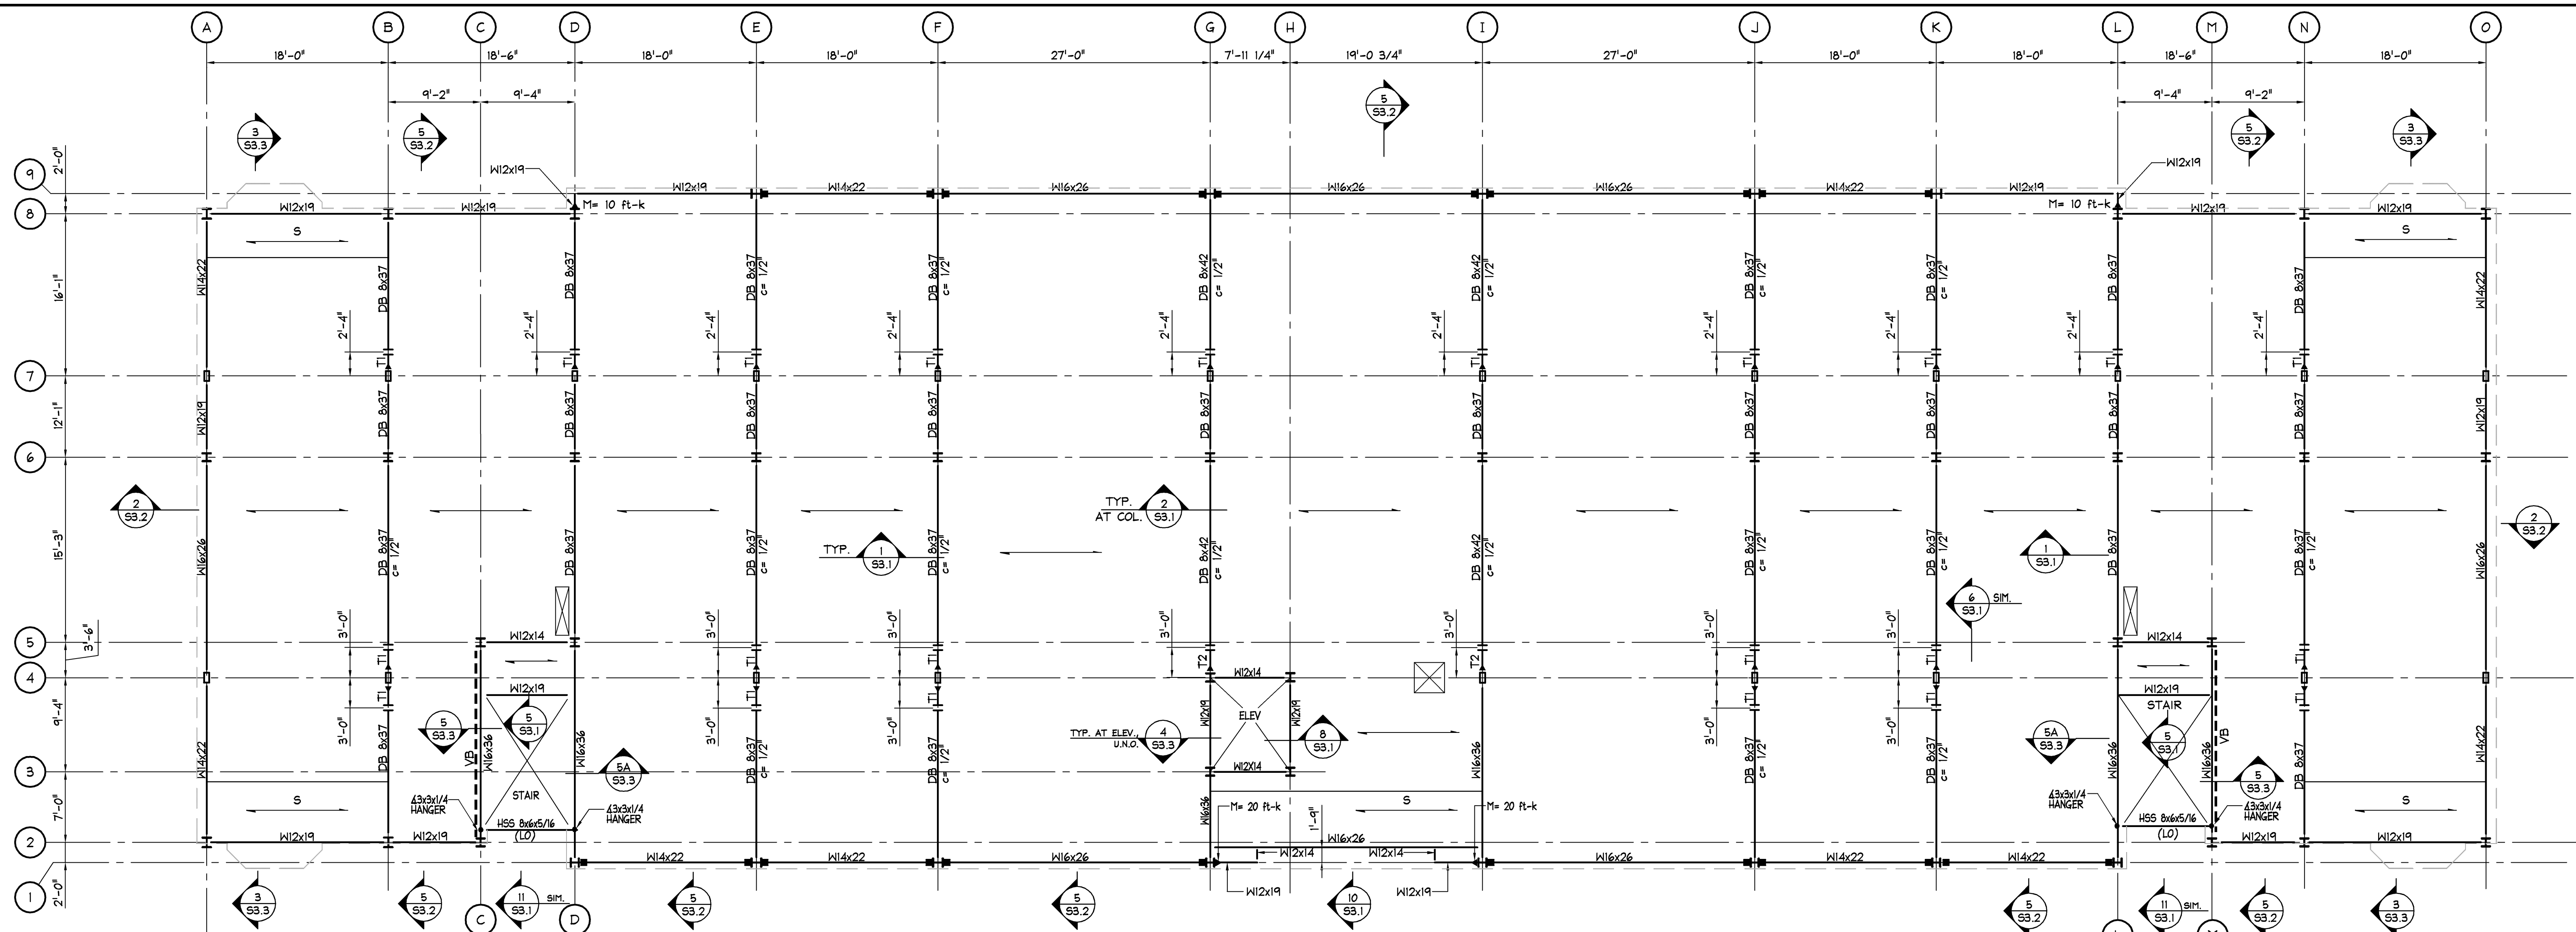 A B C D E F G H I J K L M N O
18'-0" 18'-6" 18'-0" 18'-0" 27'-0" 7'-11 1/4" 19'-0 3/4" 27'-0" 18'-0" 18'-0" 18'-6" 18'-0"
9'-2" 9'-4" 9'-4" 9'-2"
3 S3.3
5 S3.2
5 S3.2
5 S3.2
3 S3.3
2'-0"
9
W12x19 W12x19
W12x19 W14x22 W16x26 W16x26 W16x26 W14x22 W12x19
M= 10 ft-k M= 10 ft-k
8
W12x19 W12x19 W12x19 W12x19
S S
16'-1"
W14x22 DB 8x37 DB 8x37 DB 8x37 c= 1/2" DB 8x37 c= 1/2" DB 8x42 c= 1/2" DB 8x42 c= 1/2" DB 8x37 c= 1/2" DB 8x37 c= 1/2" DB 8x37 DB 8x37 W14x22
2'-4" 2'-4" 2'-4" 2'-4" 2'-4" 2'-4" 2'-4" 2'-4" 2'-4" 2'-4"
T1 T1 T1 T1 T1 T1 T1 T1 T1 T1
7
12'-1"
W12x19 DB 8x37 DB 8x37 DB 8x37 DB 8x37 DB 8x37 DB 8x37 DB 8x37 DB 8x37 DB 8x37 DB 8x37 W12x19
6
2 S3.2
TYP. AT COL. 2 S3.1
2 S3.2
15'-3"
W16x26 DB 8x37 c= 1/2" DB 8x37 DB 8x37 c= 1/2" DB 8x37 c= 1/2" DB 8x42 c= 1/2" DB 8x42 c= 1/2" DB 8x37 c= 1/2" DB 8x37 c= 1/2" DB 8x37 DB 8x37 c= 1/2" W16x26
TYP. 1 S3.1
1 S3.1
6 S3.1 SIM.
3'-0" 3'-0" 3'-0" 3'-0" 3'-0" 3'-0" 3'-0"
5
3'-6"
W12x14 W12x14
T1 T1 T1 T2 T2 T1 T1 T1
4
W12x19 W12x14 W12x19
T1 T1 T1 T1 T1 T1
3'-0" 3'-0" 3'-0" 3'-0" 3'-0"
9'-4"
5 S3.3
5 S3.1
ELEV
W12x19 W12x19
TYP. AT ELEV., U.N.O. 4 S3.3
8 S3.1
STAIR
5A S3.3
5 S3.1
W14x22 DB 8x37 VB W16x36 W16x36 DB 8x37 c= 1/2" DB 8x37 c= 1/2" W16x36 DB 8x37 c= 1/2" DB 8x37 c= 1/2" W16x36 W16x36 VB DB 8x37 W14x22
3
W12X14
5A S3.3
5 S3.3
7'-0"
S STAIR S S
∡3x3x1/4 HANGER
∡3x3x1/4 HANGER
∡3x3x1/4 HANGER
∡3x3x1/4 HANGER
HSS 8x6x5/16 (LO)
HSS 8x6x5/16 (LO)
W16x36
M= 20 ft-k M= 20 ft-k
1'-9"
2
W12x19 W12x19 W16x26 W12x19 W12x19
W12x14 W12x14
W14x22 W14x22 W16x26 W16x26 W14x22 W14x22
1
2'-0"
W12x19 W12x19
3 S3.3
5 S3.2
11 S3.1 SIM.
5 S3.2
5 S3.2
10 S3.1
5 S3.2
11 S3.1 SIM.
5 S3.2
3 S3.3
C D